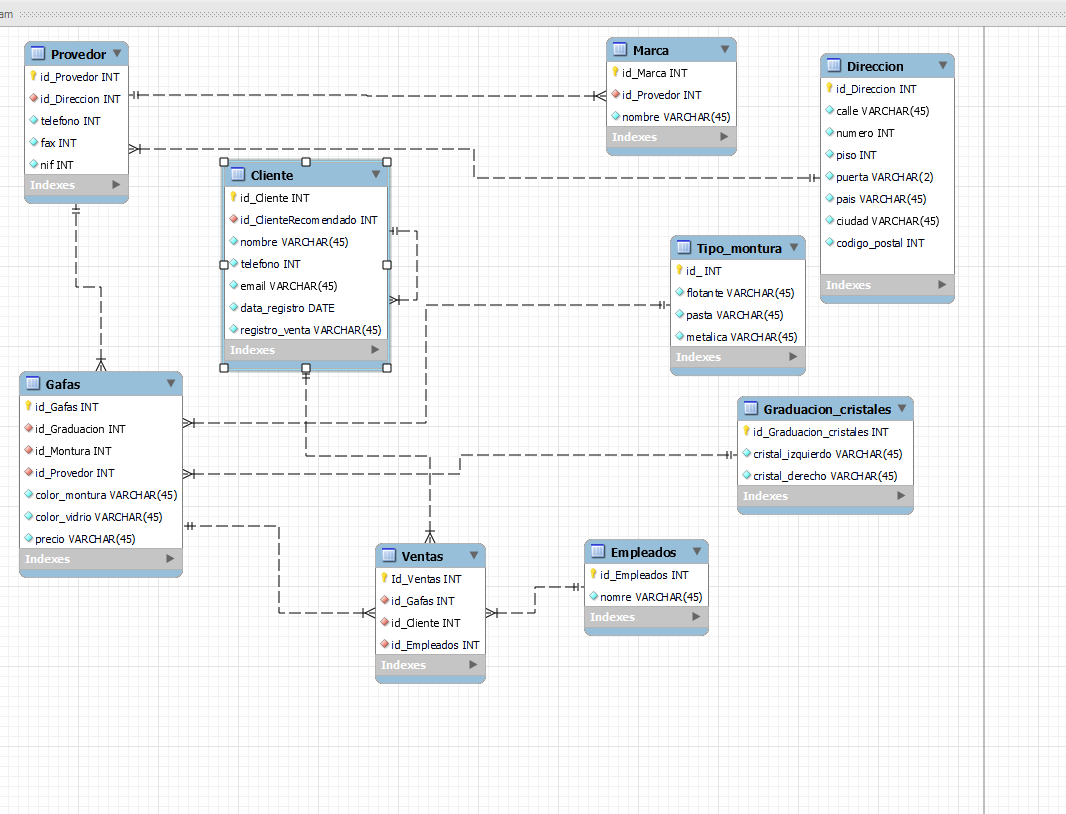 am
Provedor
id_Provedor INT
id_Direccion INT
telefono INT
fax INT
nif INT
Indexes
Marca
id_Marca INT
id_Provedor INT
nombre VARCHAR(45)
Indexes
Direccion
id_Direccion INT
calle VARCHAR(45)
numero INT
piso INT
puerta VARCHAR(2)
pais VARCHAR(45)
ciudad VARCHAR(45)
codigo_postal INT
Indexes
Cliente
id_Cliente INT
id_ClienteRecomendado INT
nombre VARCHAR(45)
telefono INT
email VARCHAR(45)
data_registro DATE
registro_venta VARCHAR(45)
Indexes
Tipo_montura
id_ INT
flotante VARCHAR(45)
pasta VARCHAR(45)
metalica VARCHAR(45)
Indexes
Gafas
id_Gafas INT
id_Graduacion INT
id_Montura INT
id_Provedor INT
color_montura VARCHAR(45)
color_vidrio VARCHAR(45)
precio VARCHAR(45)
Indexes
Graduacion_cristales
id_Graduacion_cristales INT
cristal_izquierdo VARCHAR(45)
cristal_derecho VARCHAR(45)
Indexes
Ventas
Id_Ventas INT
id_Gafas INT
id_Cliente INT
id_Empleados INT
Indexes
Empleados
id_Empleados INT
nomre VARCHAR(45)
Indexes